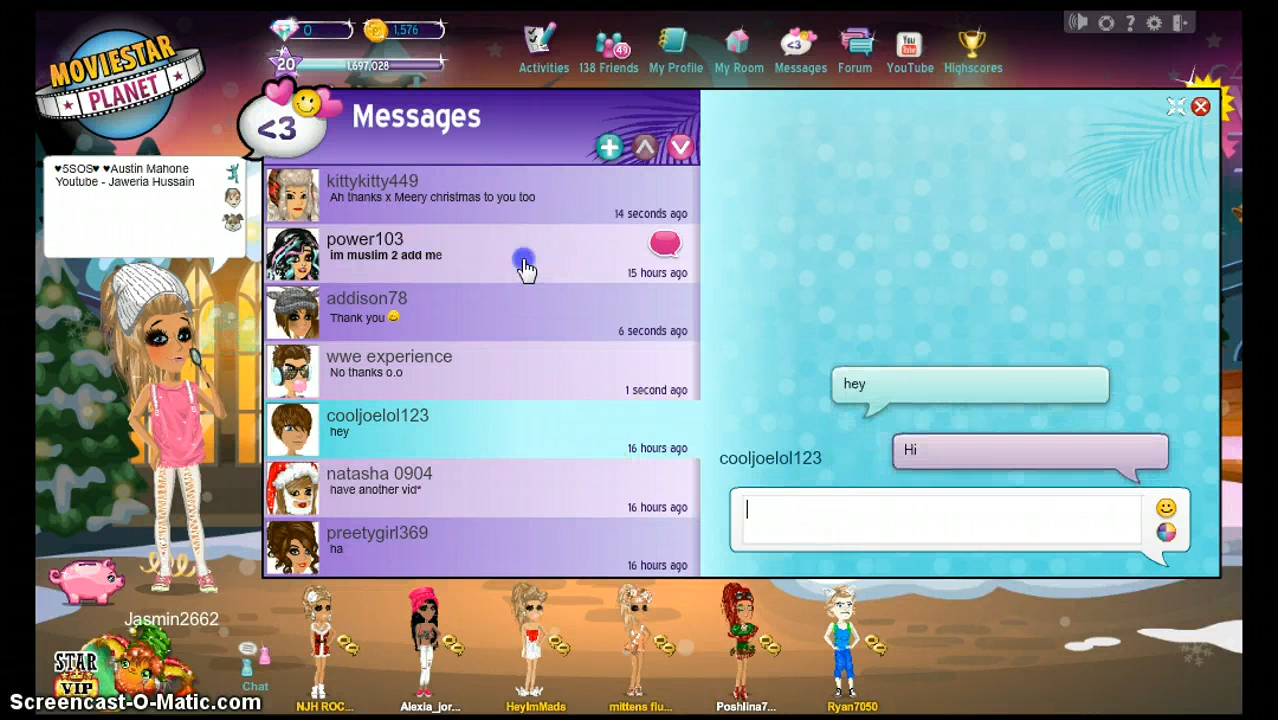 MOVIESTAR
PLANET
0
1,576
20
1,697,028
Activities
49
138 Friends
My Profile
My Room
<3
Messages
Forum
You
Tube
YouTube
Highscores
?
<3
Messages
♥5SOS♥ ♥Austin Mahone
Youtube - Jaweria Hussain
kittykitty449
Ah thanks x Meery christmas to you too
14 seconds ago
power103
im muslim 2 add me
15 hours ago
addison78
Thank you 😊
6 seconds ago
wwe experience
No thanks o.o
1 second ago
cooljoelol123
hey
16 hours ago
natasha 0904
have another vid*
16 hours ago
preetygirl369
ha
16 hours ago
hey
Hi
cooljoelol123
Jasmin2662
STAR
VIP
Chat
NJH ROC...
Alexia_jor...
HeyImMads
mittens flu...
Poshlina7...
Ryan7050
Screencast-O-Matic.com